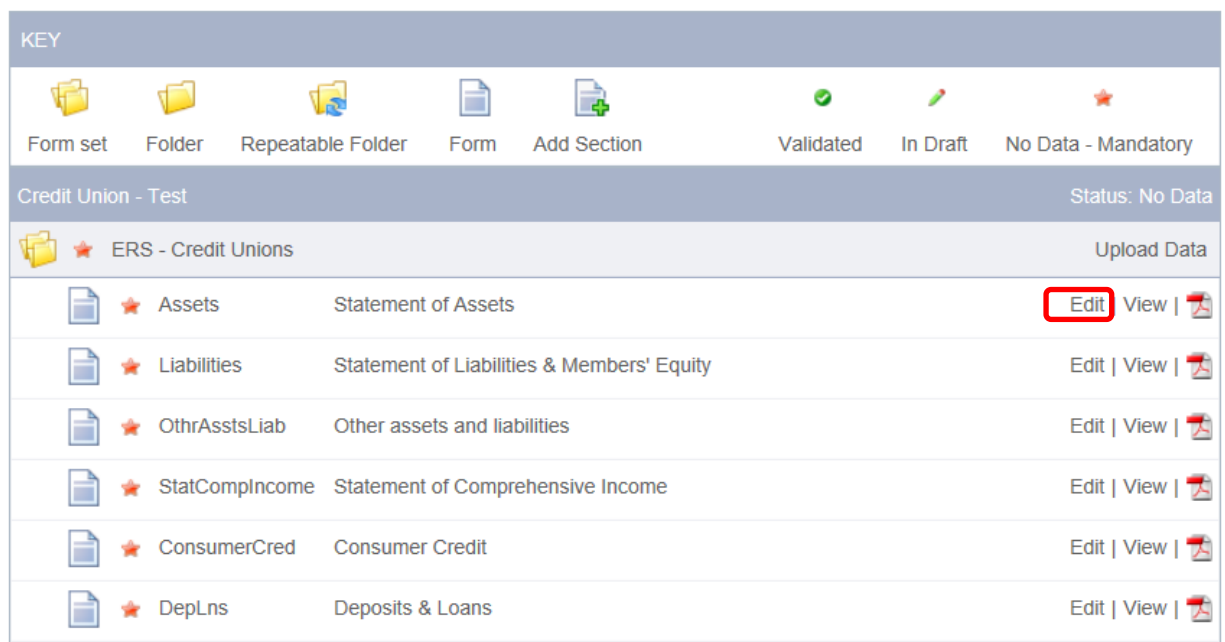 KEY
Form set Folder Repeatable Folder Form Add Section Validated In Draft No Data - Mandatory
Credit Union - Test Status: No Data
ERS - Credit Unions Upload Data
Assets Statement of Assets Edit | View |
Liabilities Statement of Liabilities & Members' Equity Edit | View |
OthrAsstsLiab Other assets and liabilities Edit | View |
StatCompIncome Statement of Comprehensive Income Edit | View |
ConsumerCred Consumer Credit Edit | View |
DepLns Deposits & Loans Edit | View |